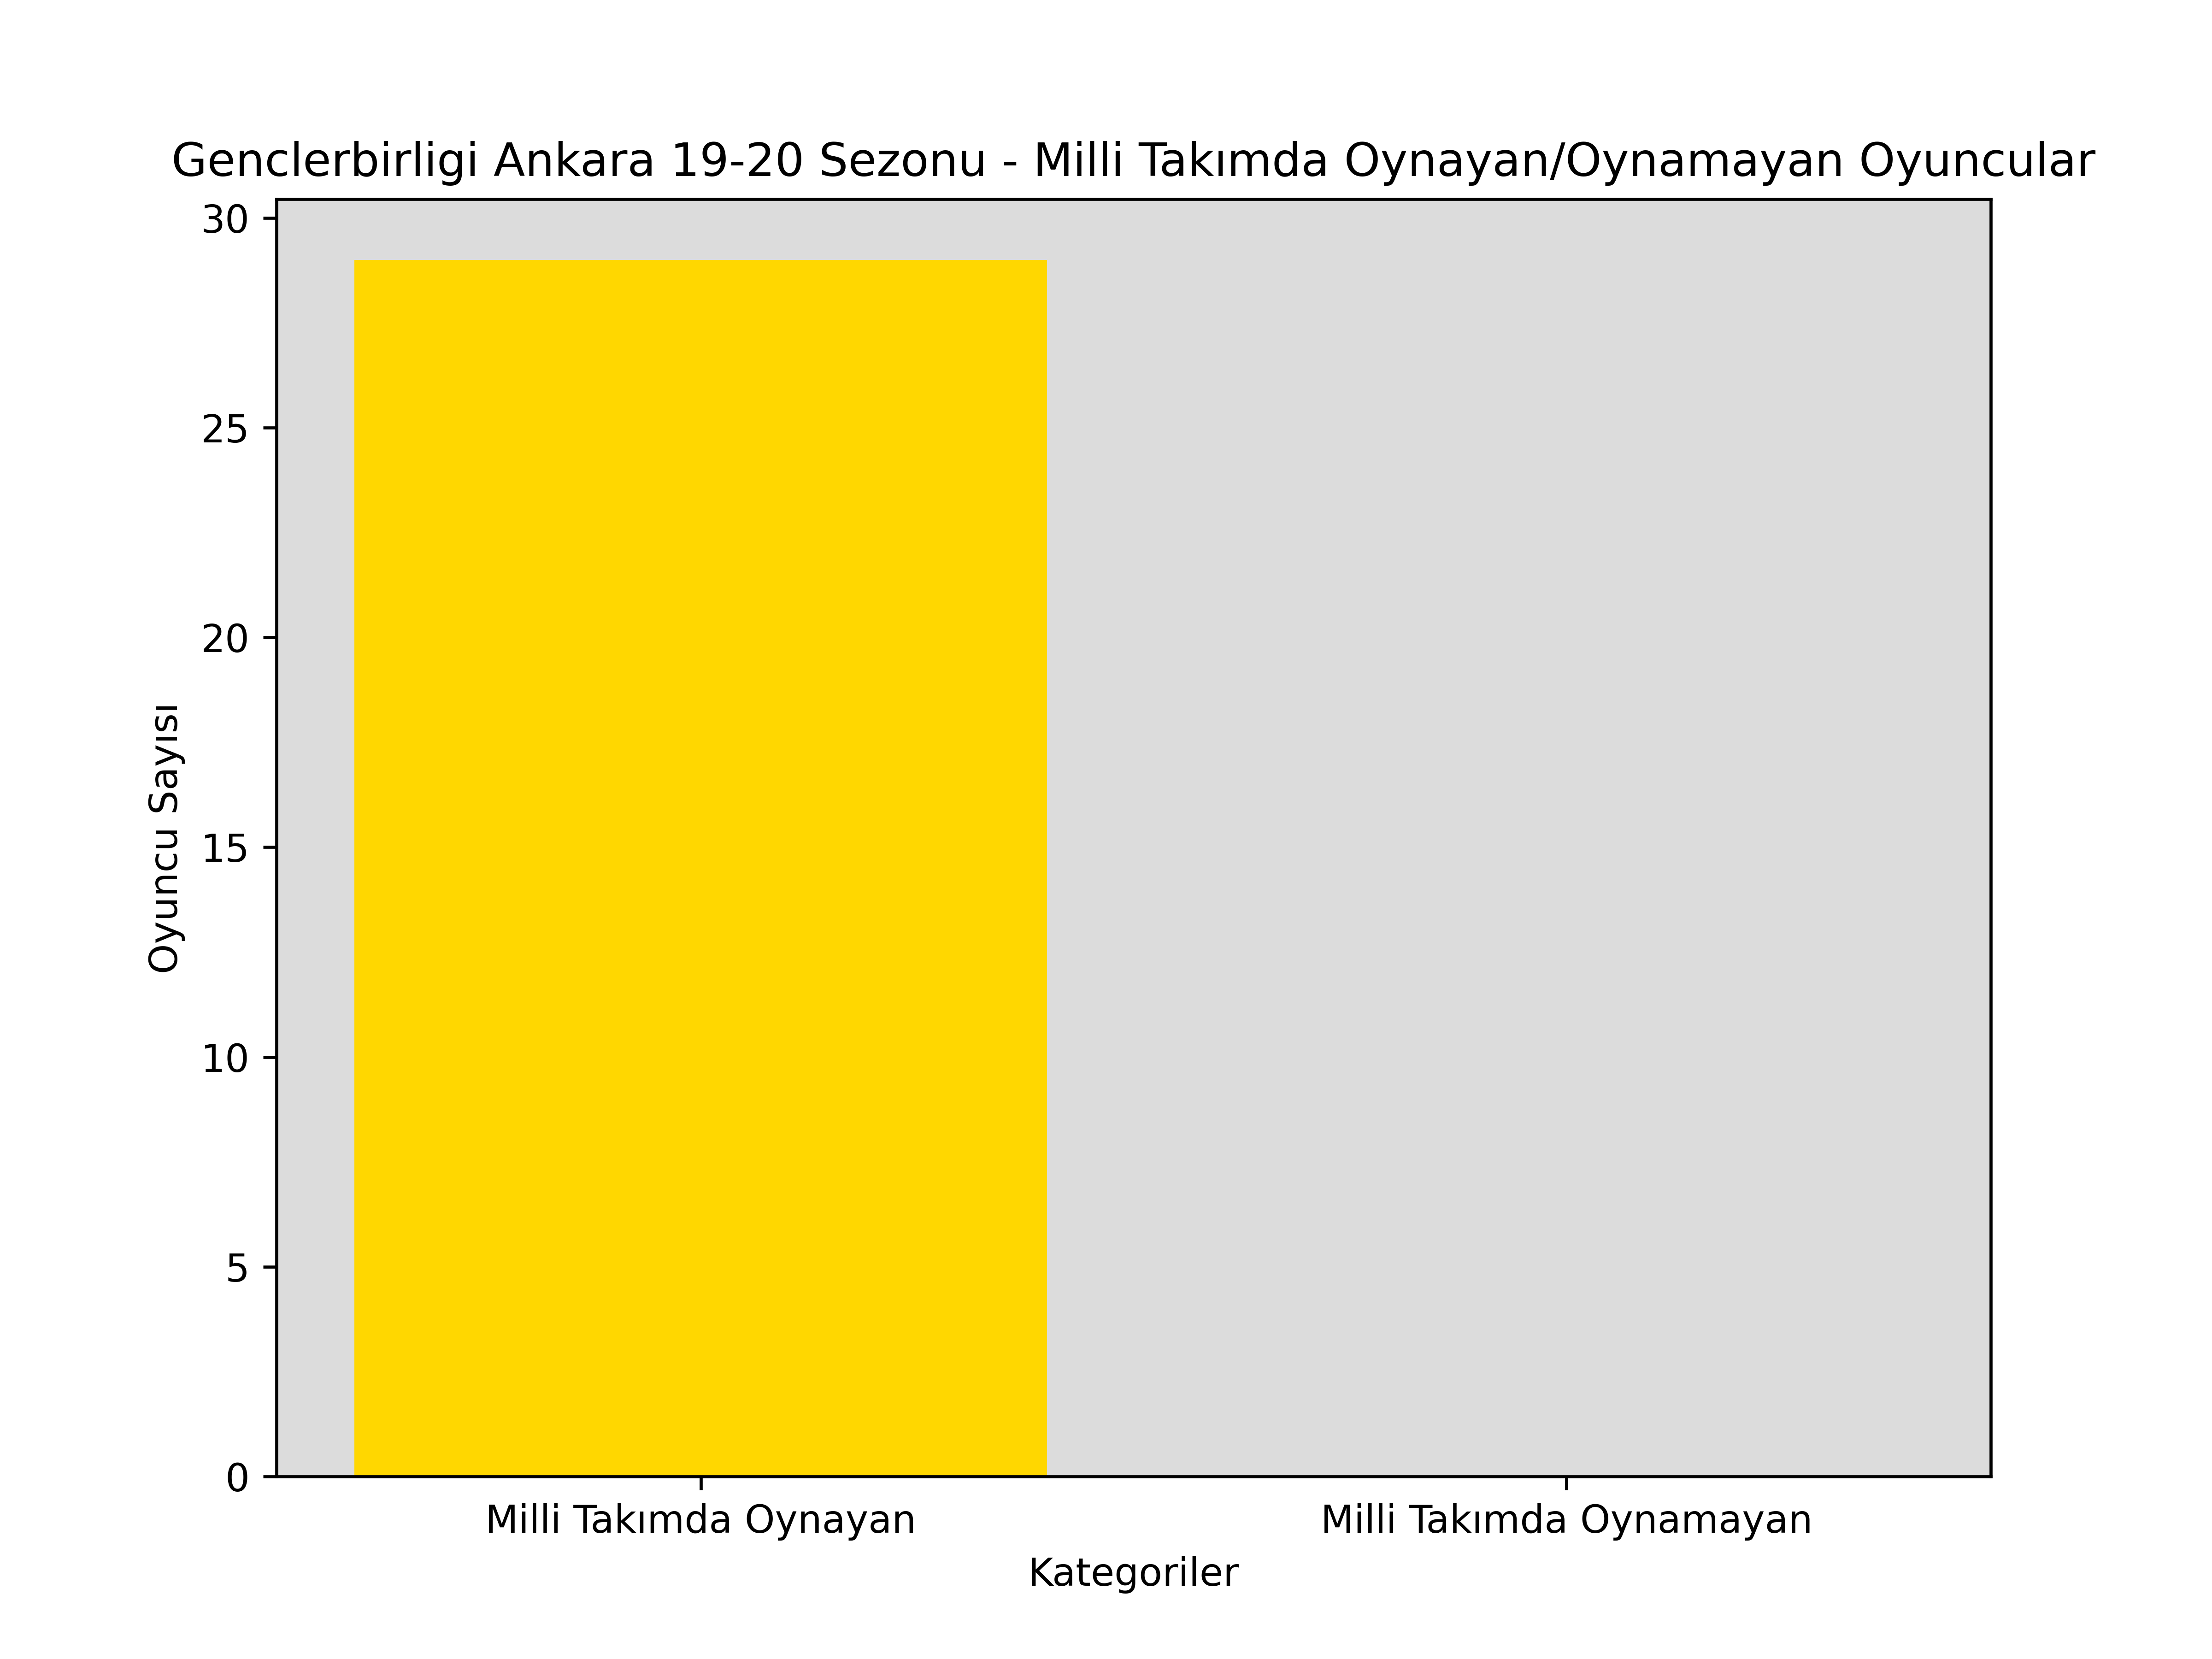 Genclerbirligi Ankara 19-20 Sezonu - Milli Takımda Oynayan/Oynamayan Oyuncular
30
25
20
15
10
5
0
Oyuncu Sayısı
Milli Takımda Oynayan
Milli Takımda Oynamayan
Kategoriler